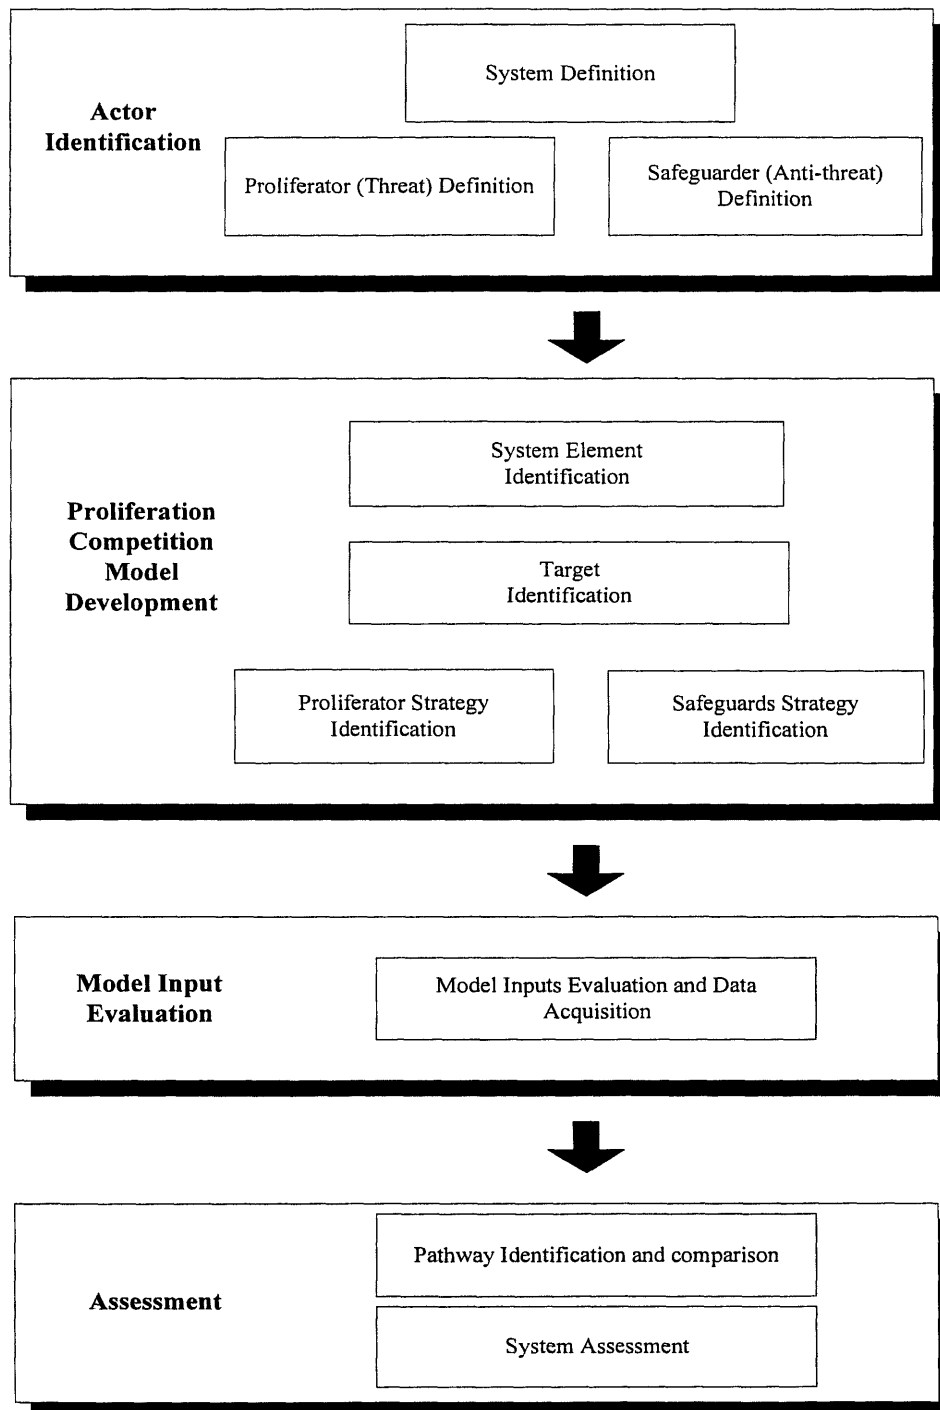 Actor
Identification
System Definition
Proliferator (Threat) Definition
Safeguarder (Anti-threat)
Definition
Proliferation
Competition
Model
Development
System Element
Identification
Target
Identification
Proliferator Strategy
Identification
Safeguards Strategy
Identification
Model Input
Evaluation
Model Inputs Evaluation and Data
Acquisition
Assessment
Pathway Identification and comparison
System Assessment